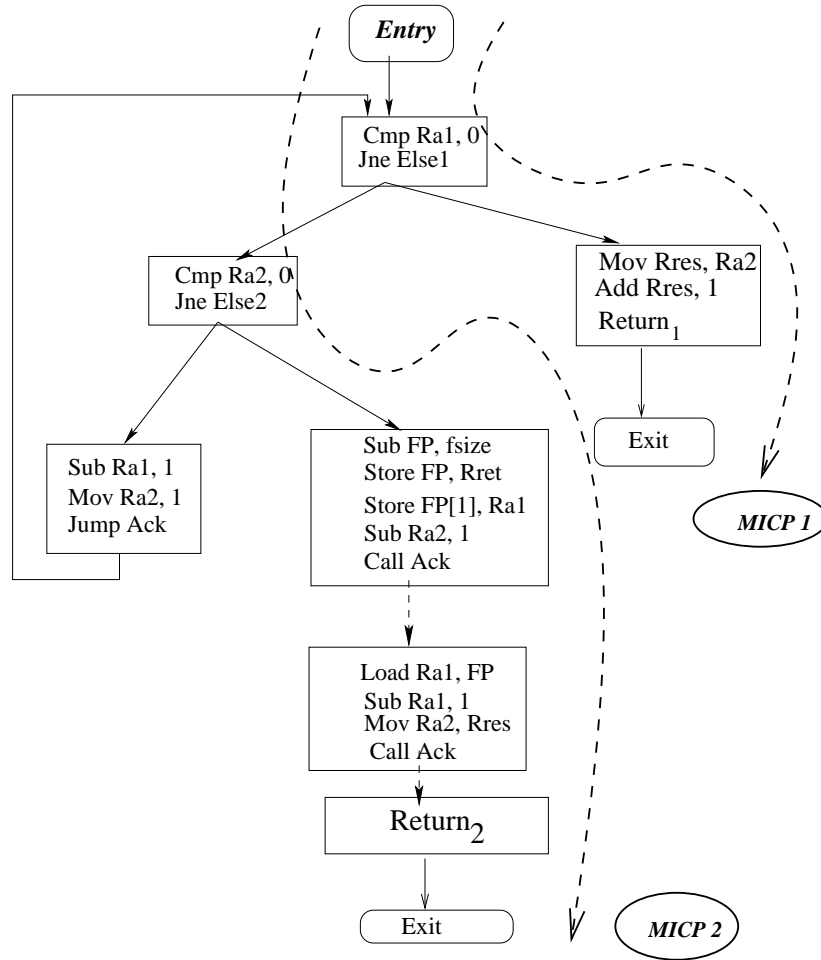 Entry
Cmp Ra1, 0
Jne Else1
Cmp Ra2, 0
Jne Else2
Mov Rres, Ra2
Add Rres, 1
Return1
Exit
Sub Ra1, 1
Mov Ra2, 1
Jump Ack
Sub FP, fsize
Store FP, Rret
Store FP[1], Ra1
Sub Ra2, 1
Call Ack
MICP 1
Load Ra1, FP
Sub Ra1, 1
Mov Ra2, Rres
Call Ack
Return2
Exit
MICP 2